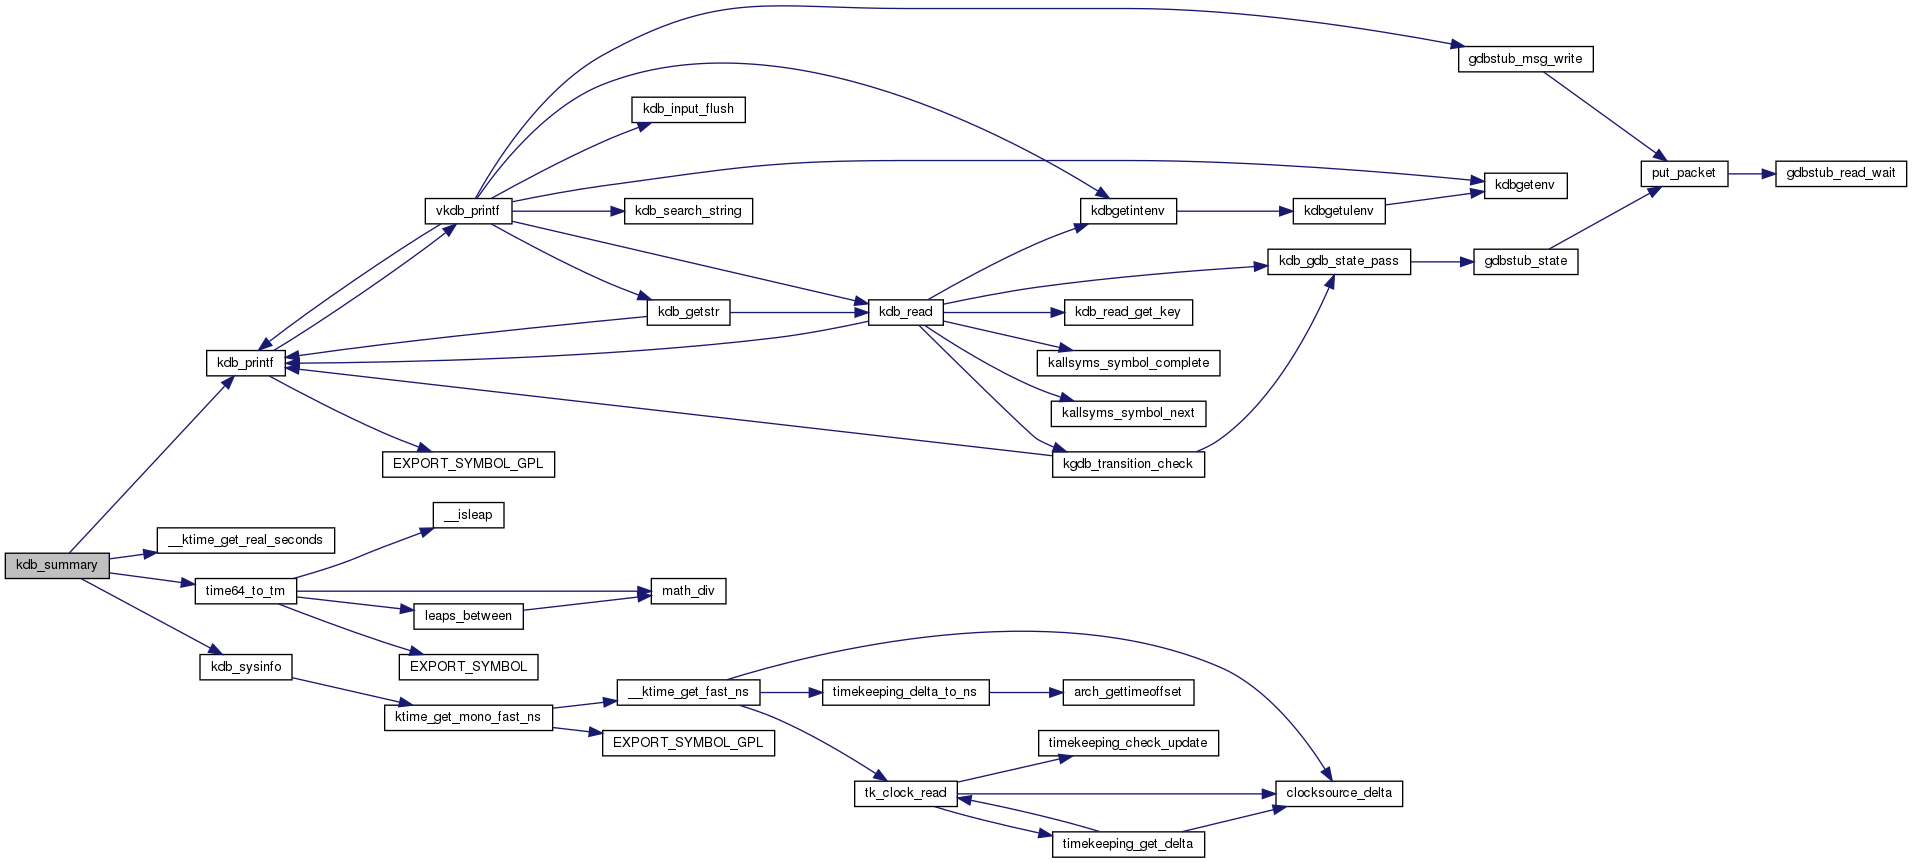 gdbstub_msg_write
kdb_input_flush
put_packet
gdbstub_read_wait
kdbgetenv
vkdb_printf
kdb_search_string
kdbgetintenv
kdbgetulenv
kdb_gdb_state_pass
gdbstub_state
kdb_getstr
kdb_read
kdb_read_get_key
kdb_printf
kallsyms_symbol_complete
kallsyms_symbol_next
EXPORT_SYMBOL_GPL
kgdb_transition_check
__isleap
__ktime_get_real_seconds
kdb_summary
time64_to_tm
math_div
leaps_between
kdb_sysinfo
EXPORT_SYMBOL
__ktime_get_fast_ns
timekeeping_delta_to_ns
arch_gettimeoffset
ktime_get_mono_fast_ns
EXPORT_SYMBOL_GPL
timekeeping_check_update
tk_clock_read
clocksource_delta
timekeeping_get_delta